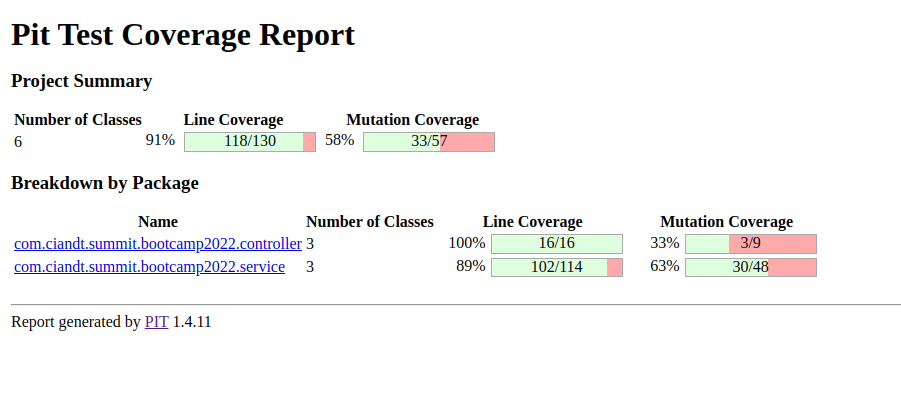 Pit Test Coverage Report
Project Summary
Number of Classes Line Coverage Mutation Coverage
6 91% 118/130 58% 33/57
Breakdown by Package
Name Number of Classes Line Coverage Mutation Coverage
com.ciandt.summit.bootcamp2022.controller 3 100% 16/16 33% 3/9
com.ciandt.summit.bootcamp2022.service 3 89% 102/114 63% 30/48
Report generated by PIT 1.4.11